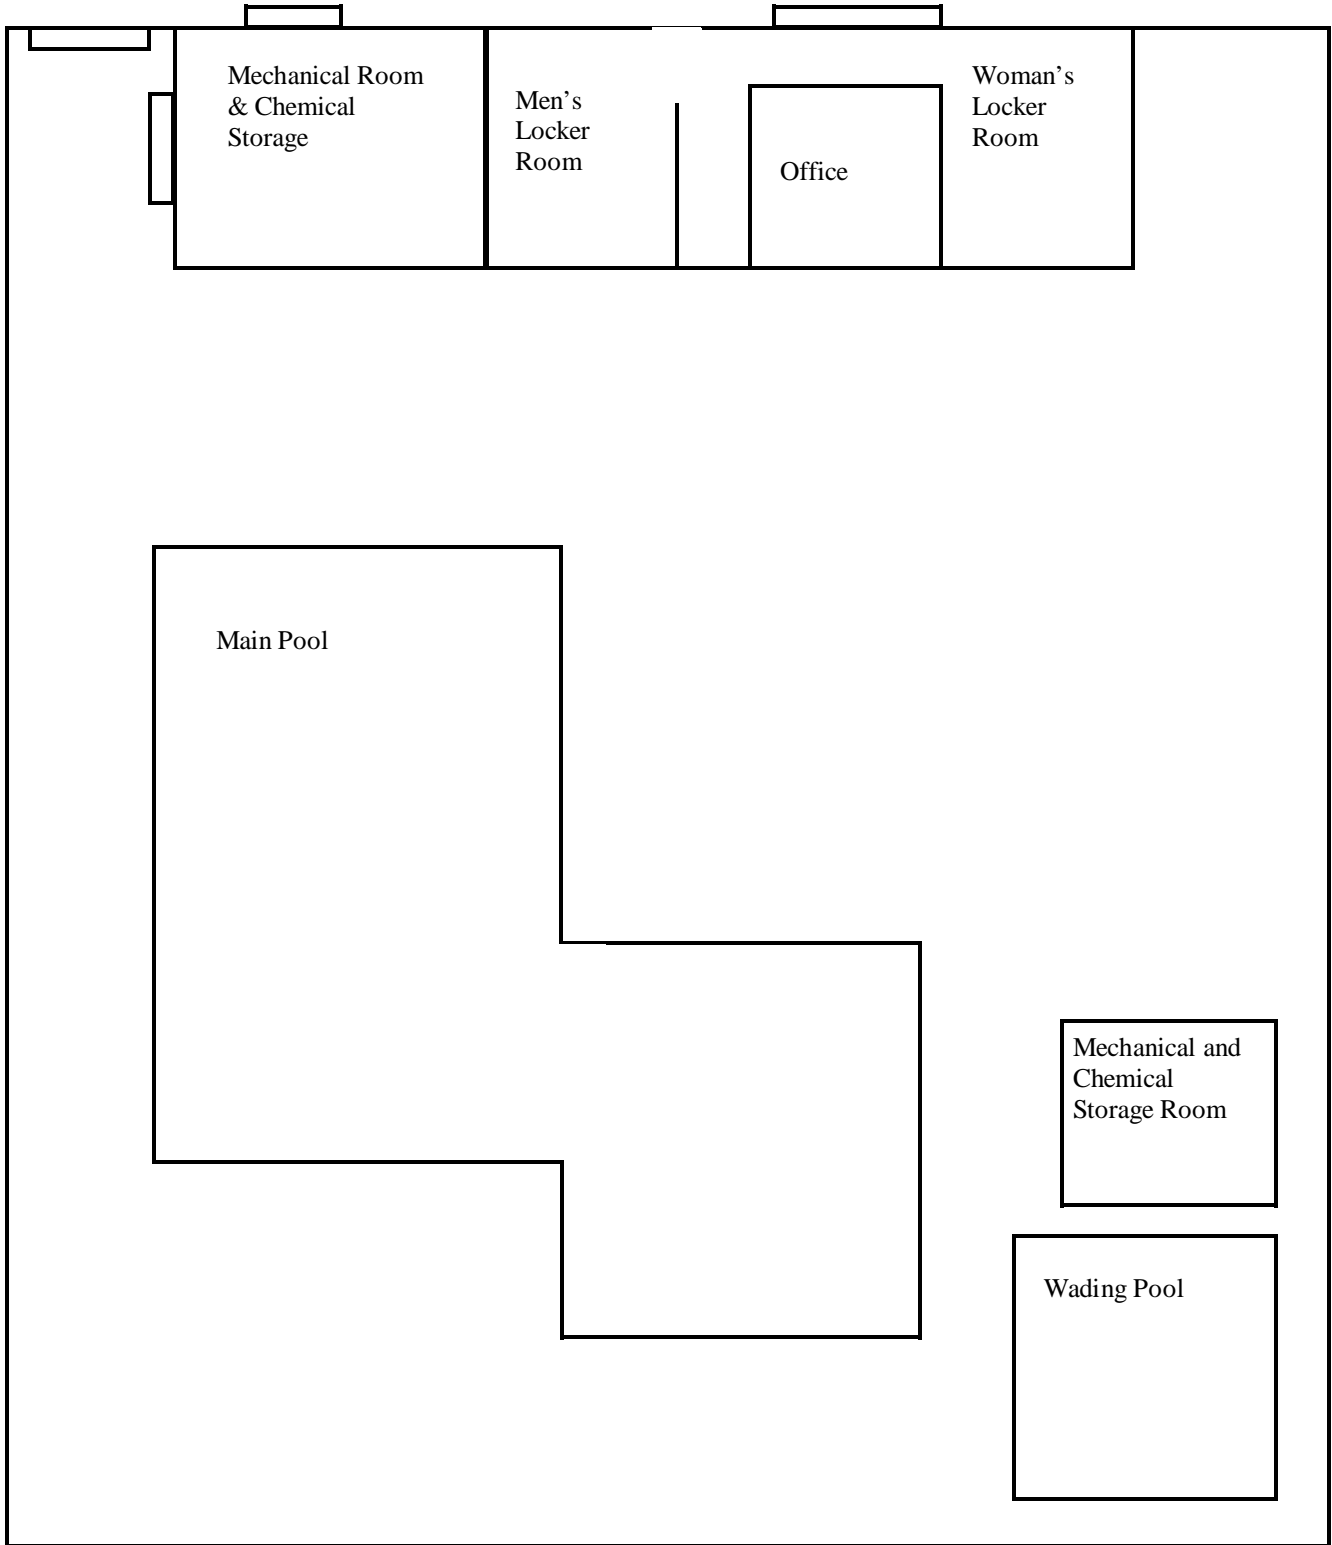 Mechanical Room
& Chemical
Storage
Men’s
Locker
Room
Office
Woman’s
Locker
Room
Main Pool
Mechanical and
Chemical
Storage Room
Wading Pool